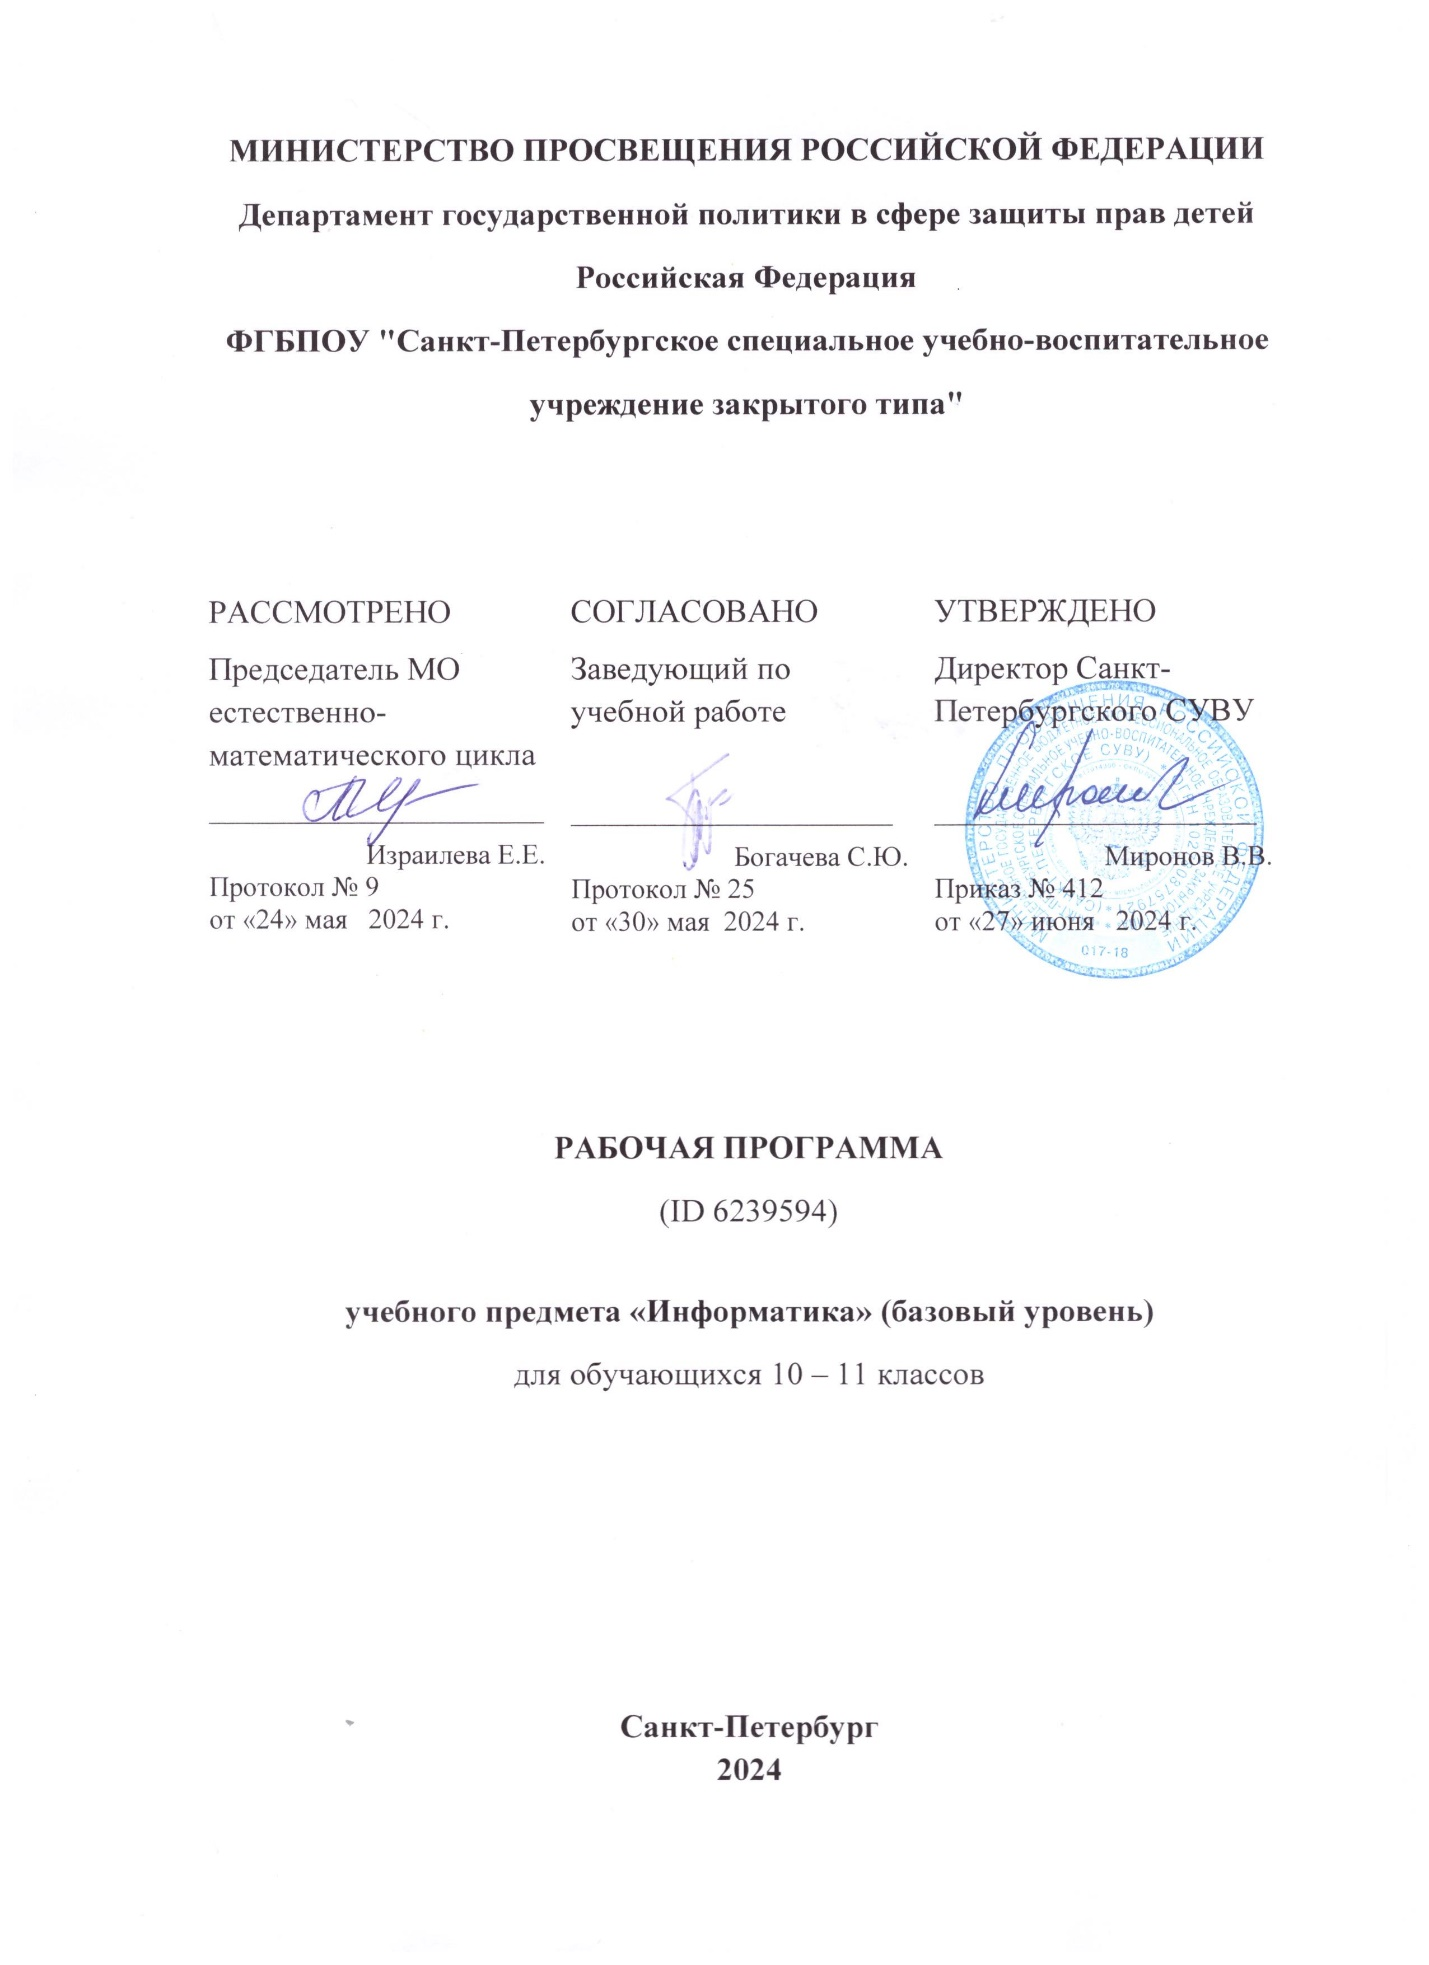 МИНИСТЕРСТВО ПРОСВЕЩЕНИЯ РОССИЙСКОЙ ФЕДЕРАЦИИ
Департамент государственной политики в сфере защиты прав детей
Российская Федерация
ФГБПОУ "Санкт-Петербургское специальное учебно-воспитательное
учреждение закрытого типа"
РАССМОТРЕНО
Председатель МО
естественно-
математического цикла
Израилева Е.Е.
Протокол № 9
от «24» мая 2024 г.
СОГЛАСОВАНО
Заведующий по
учебной работе
Богачева С.Ю.
Протокол № 25
от «30» мая 2024 г.
УТВЕРЖДЕНО
Директор Санкт-
Петербургского СУВУ
Миронов В.В.
Приказ № 412
от «27» июня 2024 г.
017-18
РАБОЧАЯ ПРОГРАММА
(ID 6239594)
учебного предмета «Информатика» (базовый уровень)
для обучающихся 10 – 11 классов
Санкт-Петербург
2024